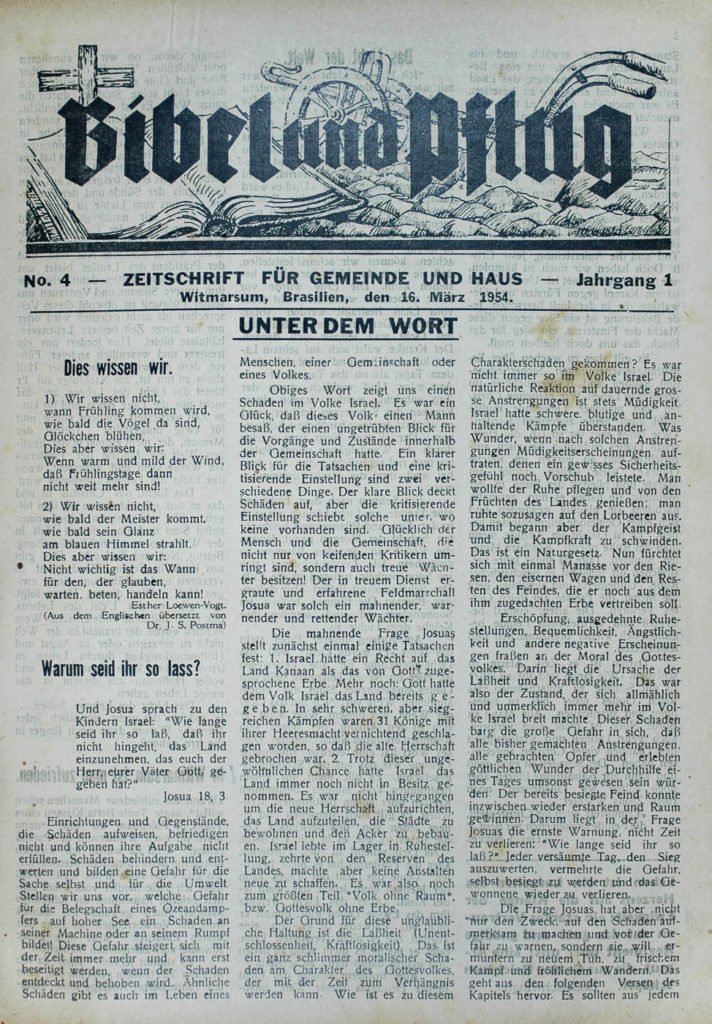 Bibel und Pflug
No. 4 — ZEITSCHRIFT FÜR GEMEINDE UND HAUS — Jahrgang 1
Witmarsum, Brasilien, den 16. März 1954.
UNTER DEM WORT
Dies wissen wir.
1) Wir wissen nicht,
wann Frühling kommen wird,
wie bald die Vögel da sind,
Glöckchen blühen,
Dies aber wissen wir:
Wenn warm und mild der Wind,
daß Frühlingstage dann
nicht weit mehr sind!
2) Wir wissen nicht,
wie bald der Meister kommt,
wie bald sein Glanz
am blauen Himmel strahlt.
Dies aber wissen wir:
Nicht wichtig ist das Wann
für den, der glauben,
warten, beten, handeln kann!
Esther Loewen-Vogt.
(Aus dem Englischen übersetzt von
Dr. J. S. Postma)
Warum seid ihr so lass?
Und Josua sprach zu den
Kindern Israel: "Wie lange
seid ihr so laß, daß ihr
nicht hingeht, das Land
einzunehmen, das euch der
Herr, eurer Väter Gott, ge-
geben hat?"
Josua 18, 3
Einrichtungen und Gegenstände,
die Schäden aufweisen, befriedigen
nicht und können ihre Aufgabe nicht
erfüllen. Schäden behindern und ent-
werten und bilden eine Gefahr für die
Sache selbst und für die Umwelt.
Stellen wir uns vor, welche Gefahr
für die Belegschaft eines Ozeandamp-
fers auf hoher See ein Schaden an
seiner Machine oder an seinem Rumpf
bildet! Diese Gefahr steigert sich mit
der Zeit immer mehr und kann erst
beseitigt werden, wenn der Schaden
entdeckt und behoben wird. Ähnliche
Schäden gibt es auch im Leben eines
Menschen, einer Gemeinschaft oder
eines Volkes.
Obiges Wort zeigt uns einen
Schaden im Volke Israel. Es war ein
Glück, daß dieses Volk einen Mann
besaß, der einen ungetrübten Blick für
die Vorgänge und Zustände innerhalb
der Gemeinschaft hatte. Ein klarer
Blick für die Tatsachen und eine kri-
tisierende Einstellung sind zwei ver-
schiedene Dinge. Der klare Blick deckt
Schäden auf, aber die kritisierende
Einstellung schiebt solche unter, wo
keine vorhanden sind. Glücklich der
Mensch und die Gemeinschaft, die
nicht nur von keifenden Kritikern um-
ringt sind, sondern auch treue Wäch-
ter besitzen! Der in treuem Dienst er-
graute und erfahrene Feldmarschall
Josua war solch ein mahnender, war-
nender und rettender Wächter.
Die mahnende Frage Josuas
stellt zunächst einmal einige Tatsachen
fest: 1. Israel hatte ein Recht auf das
Land Kanaan als das von Gott zuge-
sprochene Erbe. Mehr noch: Gott hatte
dem Volk Israel das Land bereits ge-
geben. In sehr schweren, aber sieg-
reichen Kämpfen waren 31 Könige mit
ihrer Heeresmacht vernichtend geschla-
gen worden, so daß die alte Herrschaft
gebrochen war. 2. Trotz dieser unge-
wöhnlichen Chance hatte Israel das
Land immer noch nicht in Besitz ge-
nommen. Es war nicht hingegangen
um die neue Herrschaft aufzurichten,
das Land aufzuteilen, die Städte zu
bewohnen und den Acker zu bebau-
en. Israel lebte im Lager in Ruhestel-
lung, zehrte von den Reserven des
Landes, machte aber keine Anstalten
neue zu schaffen. Es war also noch
zum größten Teil "Volk ohne Raum",
bzw. Gottesvolk ohne Erbe.
Der Grund für diese unglaubli-
che Haltung ist die Laßheit (Unent-
schlossenheit, Kraftlosigkeit). Das ist
ein ganz schlimmer moralischer Scha-
den am Charakter des Gottesvolkes,
der mit der Zeit zum Verhängnis
werden kann. Wie ist es zu diesem
Charakterschaden gekommen? Es war
nicht immer so im Volke Israel. Die
natürliche Reaktion auf dauernde gros-
se Anstrengungen ist stets Müdigkeit.
Israel hatte schwere, blutige und an-
haltende Kämpfe überstanden. Was
Wunder, wenn nach solchen Anstren-
gungen Müdigkeitserscheinungen auf-
traten, denen ein gewisses Sicherheits-
gefühl noch Vorschub leistete. Man
wollte der Ruhe pflegen und von den
Früchten des Landes genießen; man
ruhte sozusagen auf den Lorbeeren aus.
Damit begann aber der Kampfgeist
und die Kampfkraft zu schwinden.
Das ist ein Naturgesetz. Nun fürchtet
sich mit einmal Manasse vor den Rie-
sen, den eisernen Wagen und den Res-
ten des Feindes, die er noch aus dem
ihm zugedachten Erbe vertreiben soll.
Erschöpfung, ausgedehnte Ruhe-
stellungen, Bequemlichkeit, Ängstlich-
keit und andere negative Erscheinun-
gen fraßen an der Moral des Gottes-
volkes. Darin liegt die Ursache der
Laßheit und Kraftlosigkeit. Das war
also der Zustand, der sich allmählich
und unmerklich immer mehr im Vol-
ke Israel breit machte. Dieser Schaden
barg die große Gefahr in sich, daß
alle bisher gemachten Anstrengungen,
alle gebrachten Opfer und erlebten
göttlichen Wunder der Durchhilfe ei-
nes Tages umsonst gewesen sein wür-
den. Der bereits besiegte Feind konnte
inzwischen wieder erstarken und Raum
gewinnen. Darum liegt in der Frage
Josuas die ernste Warnung, nicht Zeit
zu verlieren: "Wie lange seid ihr so
laß?" Jeder versäumte Tag, den Sieg
auszuwerten, vermehrte die Gefahr,
selbst besiegt zu werden und das Ge-
wonnene wieder zu verlieren.
Die Frage Josuas hat aber nicht
nur den Zweck, auf den Schaden auf-
merksam zu machen und vor der Ge-
fahr zu warnen, sondern sie will er-
muntern zu neuem Tun, zu frischem
Kampf und fröhlichem Wandern. Das
geht aus den folgenden Versen des
Kapitels hervor. Es sollten aus jedem